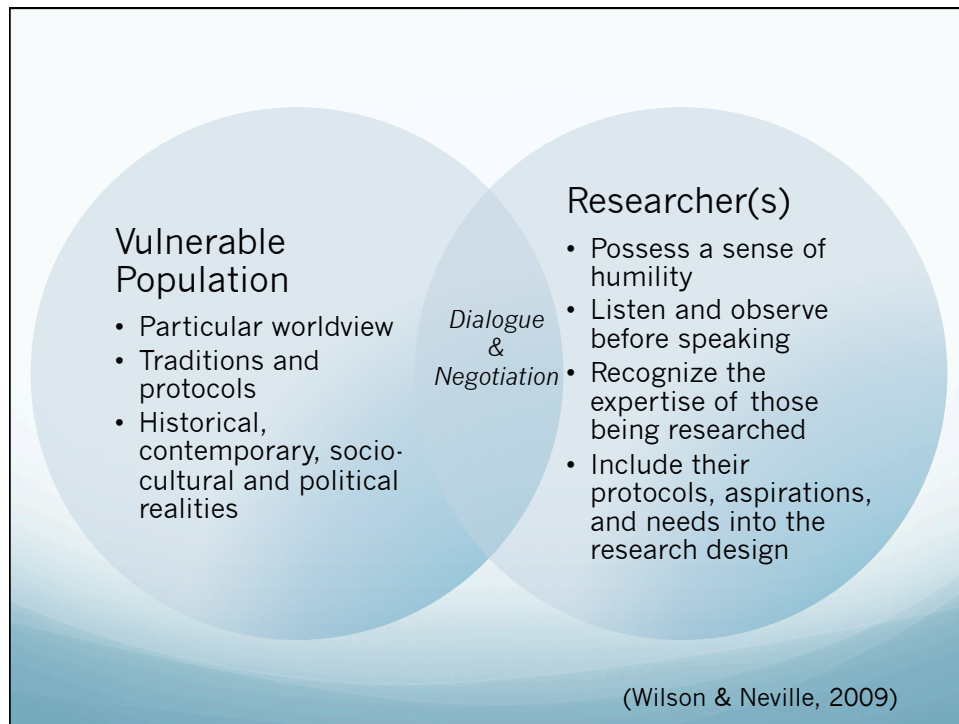 Vulnerable
Population
• Particular worldview
• Traditions and
protocols
• Historical,
contemporary, socio-
cultural and political
realities
Dialogue
&
Negotiation
Researcher(s)
• Possess a sense of
humility
• Listen and observe
before speaking
• Recognize the
expertise of those
being researched
• Include their
protocols, aspirations,
and needs into the
research design
(Wilson & Neville, 2009)